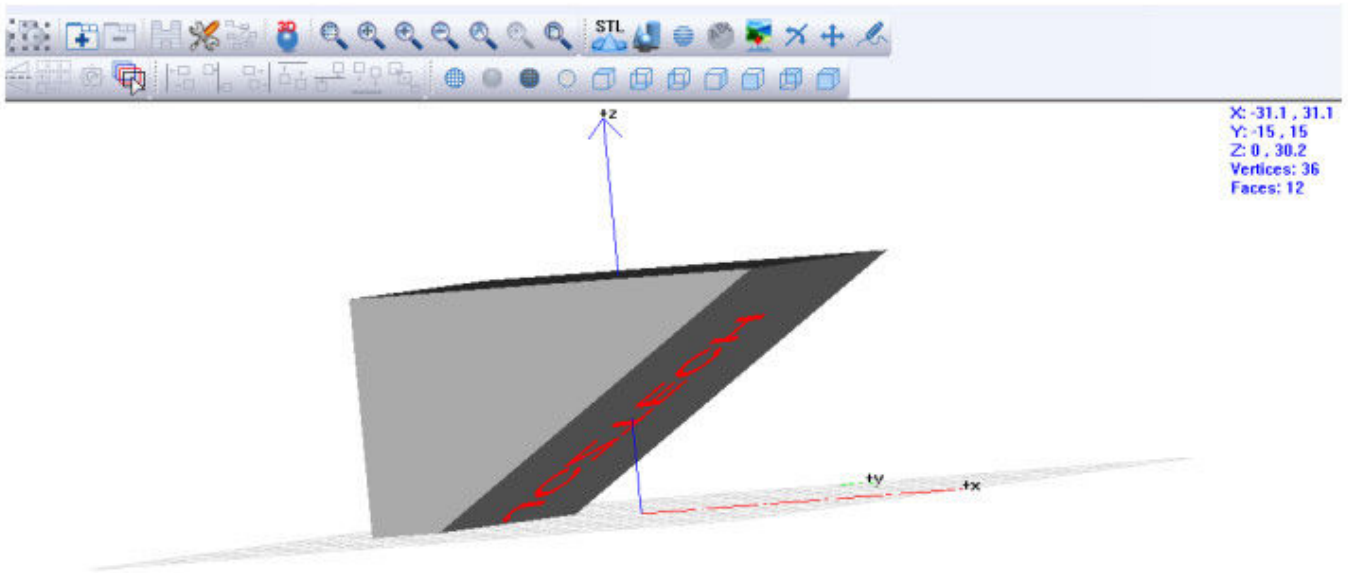 3D
STL
+z
X: -31.1 , 31.1
Y: -15 , 15
Z: 0 , 30.2
Vertices: 36
Faces: 12
+y
+x